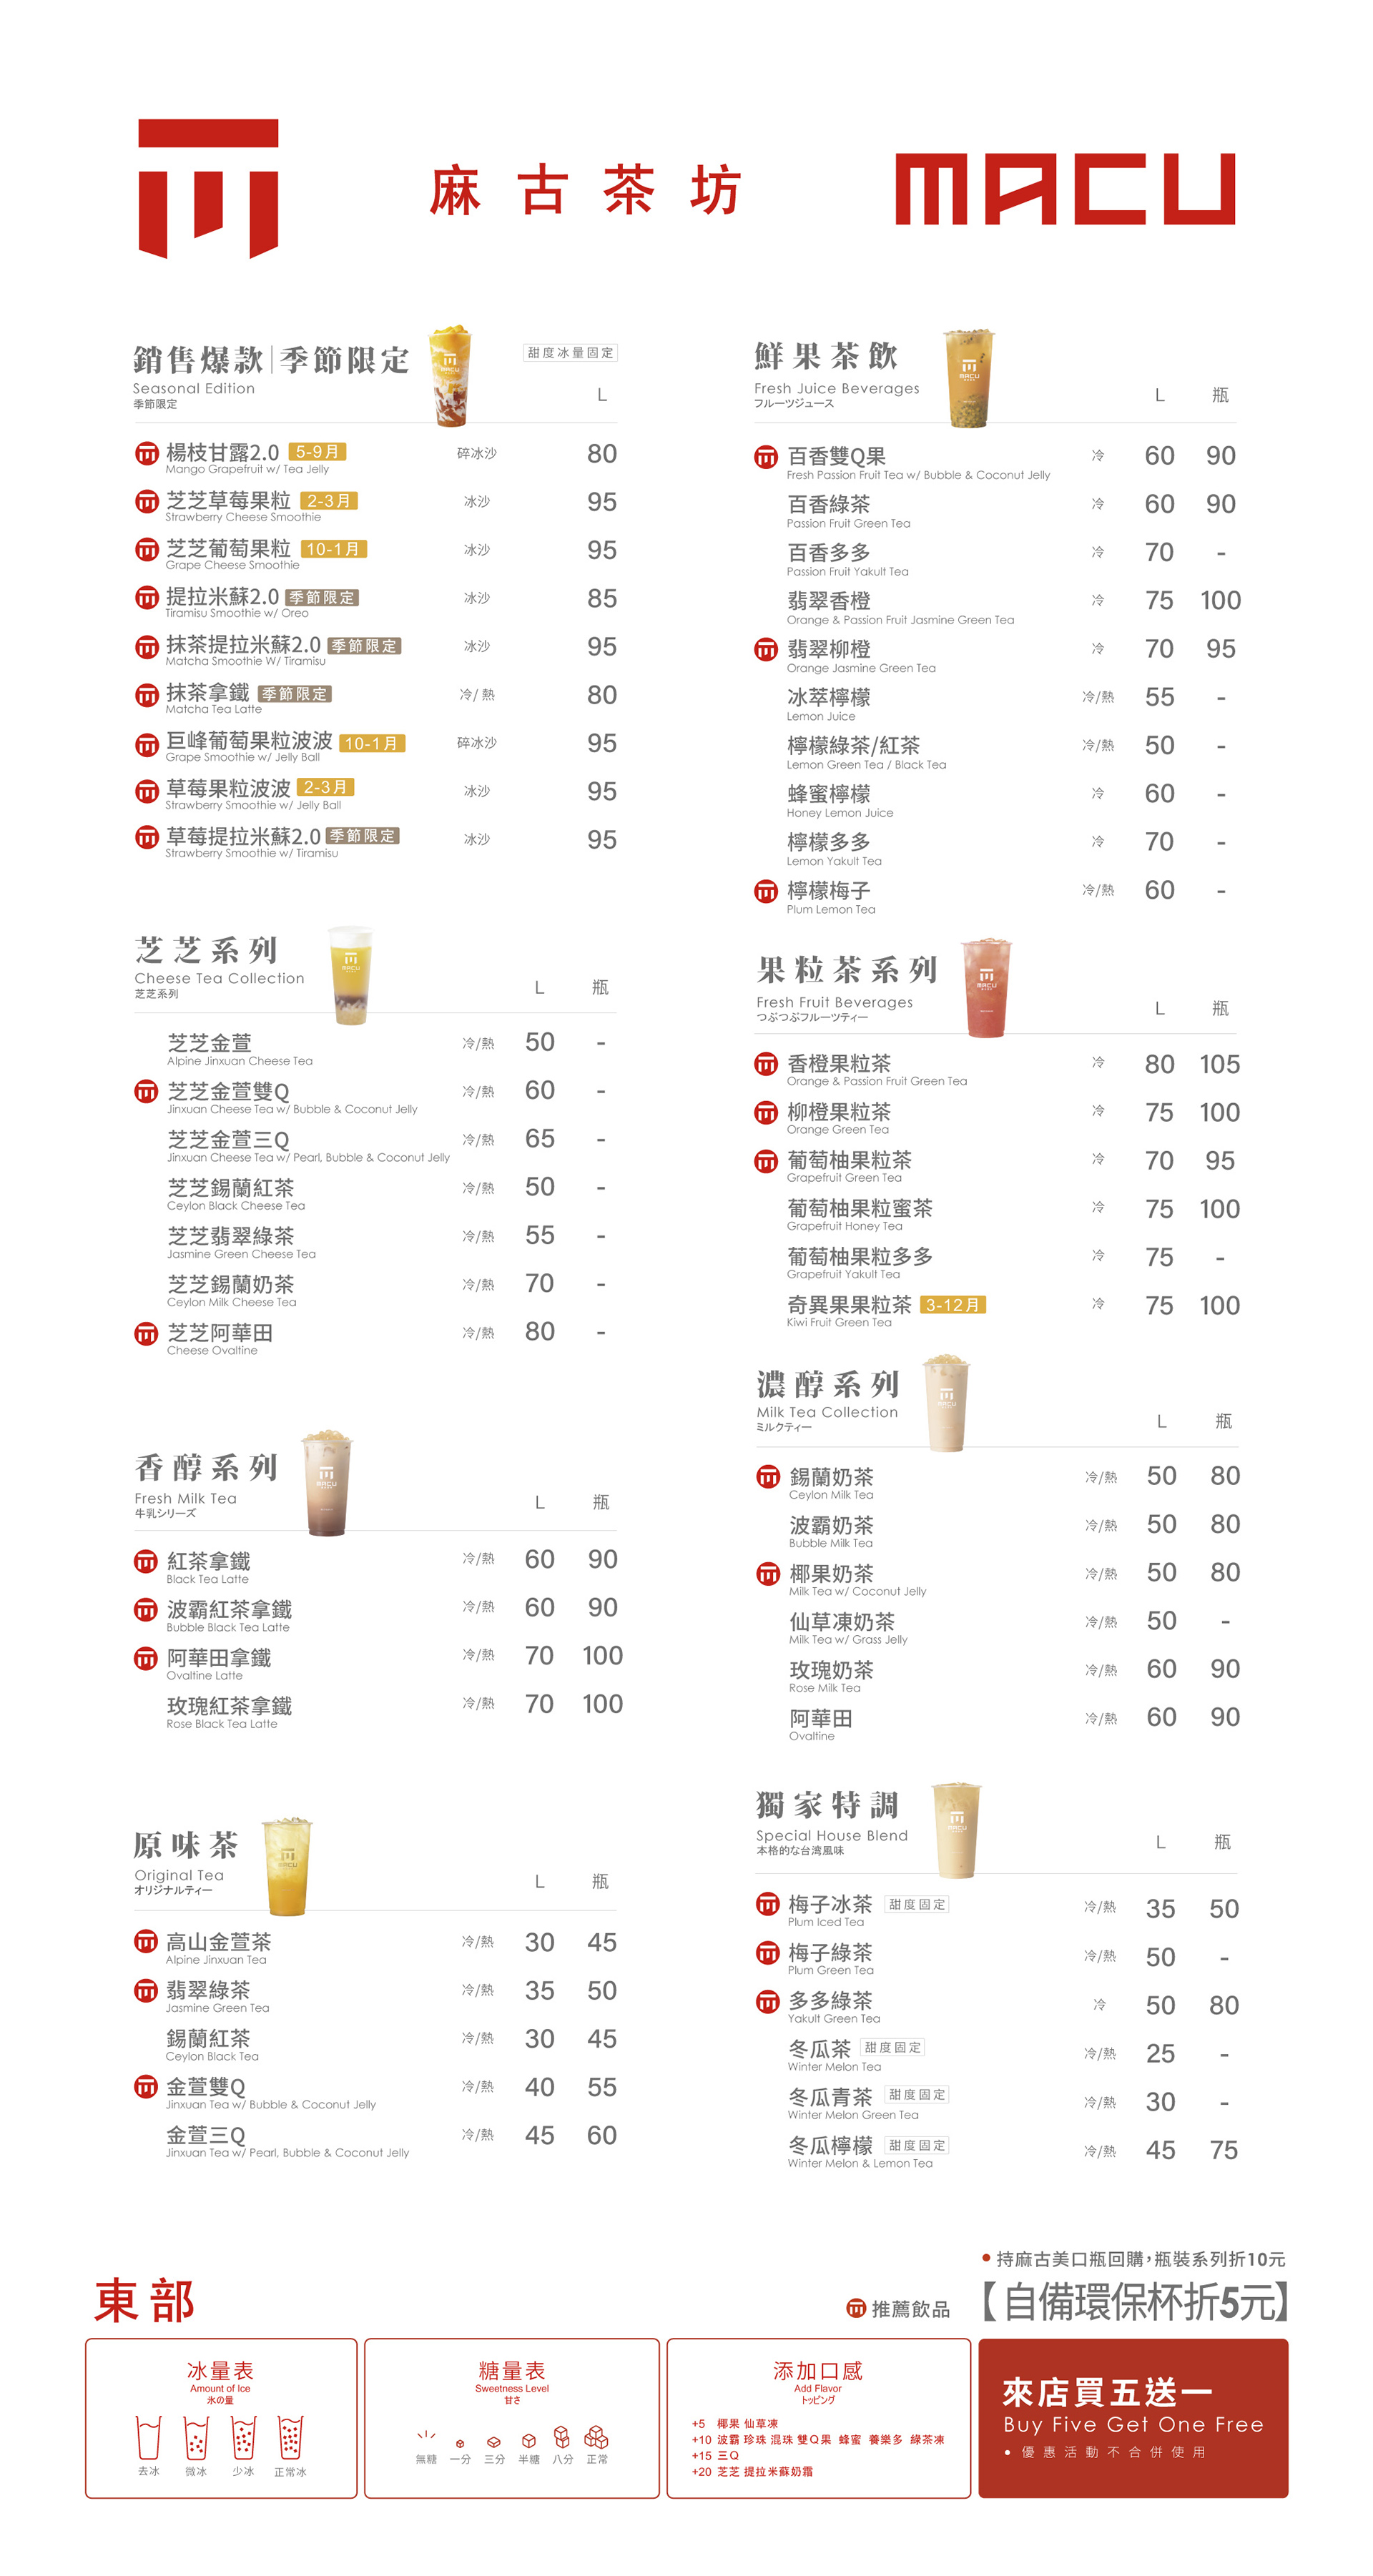 麻古茶坊
MACU
銷售爆款|季節限定
Seasonal Edition
季節限定
甜度冰量固定
L
楊枝甘露2.0 5-9月 碎冰沙 80
Mango Grapefruit w/ Tea Jelly
芝芝草莓果粒 2-3月 冰沙 95
Strawberry Cheese Smoothie
芝芝葡萄果粒 10-1月 冰沙 95
Grape Cheese Smoothie
提拉米蘇2.0 季節限定 冰沙 85
Tiramisu Smoothie w/ Oreo
抹茶提拉米蘇2.0 季節限定 冰沙 95
Matcha Smoothie W/ Tiramisu
抹茶拿鐵 季節限定 冷/ 熱 80
Matcha Tea Latte
巨峰葡萄果粒波波 10-1月 碎冰沙 95
Grape Smoothie w/ Jelly Ball
草莓果粒波波 2-3月 冰沙 95
Strawberry Smoothie w/ Jelly Ball
草莓提拉米蘇2.0 季節限定 冰沙 95
Strawberry Smoothie w/ Tiramisu
芝芝系列
Cheese Tea Collection
芝芝系列
L 瓶
芝芝金萱 冷/熱 50 -
Alpine Jinxuan Cheese Tea
芝芝金萱雙Q 冷/熱 60 -
Jinxuan Cheese Tea w/ Bubble & Coconut Jelly
芝芝金萱三Q 冷/熱 65 -
Jinxuan Cheese Tea w/ Pearl, Bubble & Coconut Jelly
芝芝錫蘭紅茶 冷/熱 50 -
Ceylon Black Cheese Tea
芝芝翡翠綠茶 冷/熱 55 -
Jasmine Green Cheese Tea
芝芝錫蘭奶茶 冷/熱 70 -
Ceylon Milk Cheese Tea
芝芝阿華田 冷/熱 80 -
Cheese Ovaltine
香醇系列
Fresh Milk Tea
牛乳シリーズ
L 瓶
紅茶拿鐵 冷/熱 60 90
Black Tea Latte
波霸紅茶拿鐵 冷/熱 60 90
Bubble Black Tea Latte
阿華田拿鐵 冷/熱 70 100
Ovaltine Latte
玫瑰紅茶拿鐵 冷/熱 70 100
Rose Black Tea Latte
原味茶
Original Tea
オリジナルティー
L 瓶
高山金萱茶 冷/熱 30 45
Alpine Jinxuan Tea
翡翠綠茶 冷/熱 35 50
Jasmine Green Tea
錫蘭紅茶 冷/熱 30 45
Ceylon Black Tea
金萱雙Q 冷/熱 40 55
Jinxuan Tea w/ Bubble & Coconut Jelly
金萱三Q 冷/熱 45 60
Jinxuan Tea w/ Pearl, Bubble & Coconut Jelly
鮮果茶飲
Fresh Juice Beverages
フルーツジュース
L 瓶
百香雙Q果 冷 60 90
Fresh Passion Fruit Tea w/ Bubble & Coconut Jelly
百香綠茶 冷 60 90
Passion Fruit Green Tea
百香多多 冷 70 -
Passion Fruit Yakult Tea
翡翠香橙 冷 75 100
Orange & Passion Fruit Jasmine Green Tea
翡翠柳橙 冷 70 95
Orange Jasmine Green Tea
冰萃檸檬 冷/熱 55 -
Lemon Juice
檸檬綠茶/紅茶 冷/熱 50 -
Lemon Green Tea / Black Tea
蜂蜜檸檬 冷 60 -
Honey Lemon Juice
檸檬多多 冷 70 -
Lemon Yakult Tea
檸檬梅子 冷/熱 60 -
Plum Lemon Tea
果粒茶系列
Fresh Fruit Beverages
つぶつぶフルーツティー
L 瓶
香橙果粒茶 冷 80 105
Orange & Passion Fruit Green Tea
柳橙果粒茶 冷 75 100
Orange Green Tea
葡萄柚果粒茶 冷 70 95
Grapefruit Green Tea
葡萄柚果粒蜜茶 冷 75 100
Grapefruit Honey Tea
葡萄柚果粒多多 冷 75 -
Grapefruit Yakult Tea
奇異果果粒茶 3-12月 冷 75 100
Kiwi Fruit Green Tea
濃醇系列
Milk Tea Collection
ミルクティー
L 瓶
錫蘭奶茶 冷/熱 50 80
Ceylon Milk Tea
波霸奶茶 冷/熱 50 80
Bubble Milk Tea
椰果奶茶 冷/熱 50 80
Milk Tea w/ Coconut Jelly
仙草凍奶茶 冷/熱 50 -
Milk Tea w/ Grass Jelly
玫瑰奶茶 冷/熱 60 90
Rose Milk Tea
阿華田 冷/熱 60 90
Ovaltine
獨家特調
Special House Blend
本格的な台湾風味
L 瓶
梅子冰茶 甜度固定 冷/熱 35 50
Plum Iced Tea
梅子綠茶 冷/熱 50 -
Plum Green Tea
多多綠茶 冷 50 80
Yakult Green Tea
冬瓜茶 甜度固定 冷/熱 25 -
Winter Melon Tea
冬瓜青茶 甜度固定 冷/熱 30 -
Winter Melon Green Tea
冬瓜檸檬 甜度固定 冷/熱 45 75
Winter Melon & Lemon Tea
• 持麻古美口瓶回購,瓶裝系列折10元
東部
推薦飲品
【自備環保杯折5元】
冰量表
Amount of Ice
氷の量
去冰 微冰 少冰 正常冰
糖量表
Sweetness Level
甘さ
無糖 一分 三分 半糖 八分 正常
添加口感
Add Flavor
トッピング
+5 椰果 仙草凍
+10 波霸 珍珠 混珠 雙Q果 蜂蜜 養樂多 綠茶凍
+15 三Q
+20 芝芝 提拉米蘇奶霜
來店買五送一
Buy Five Get One Free
• 優惠活動不合併使用